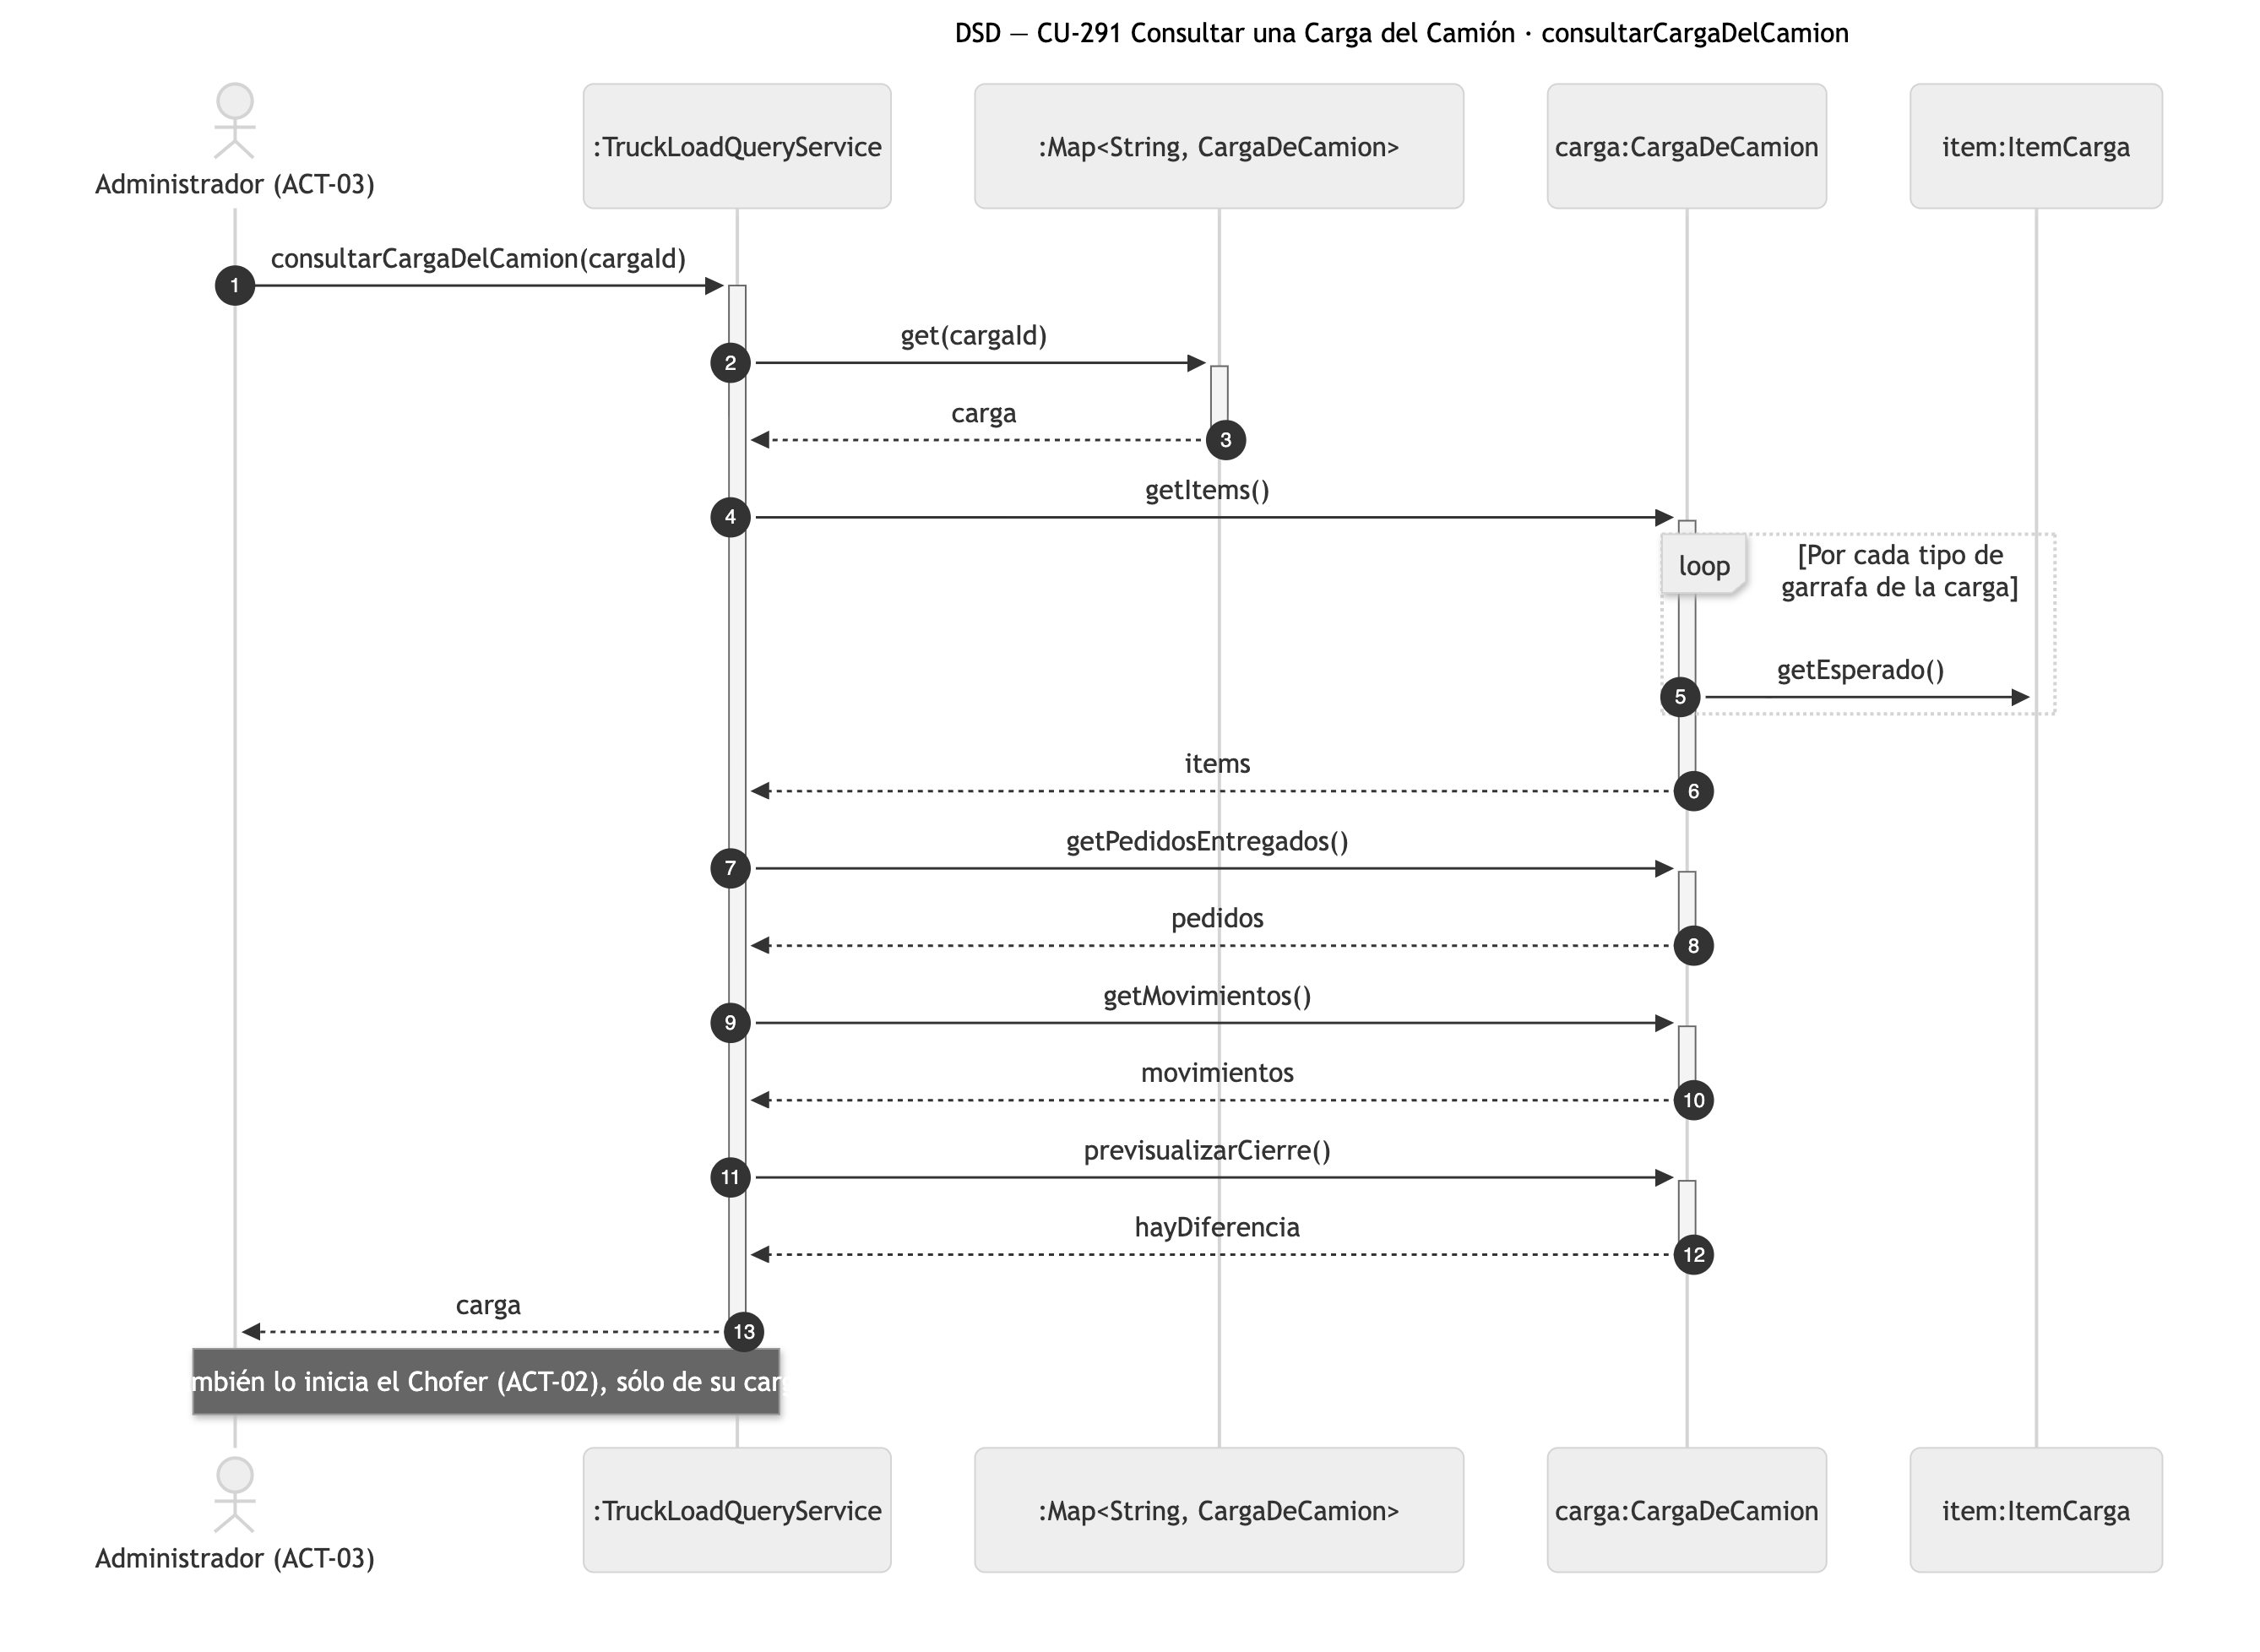 DSD — CU-291 Consultar una Carga del Camión · consultarCargaDelCamion
Administrador (ACT-03)
:TruckLoadQueryService
:Map<String, CargaDeCamion>
carga:CargaDeCamion
item:ItemCarga
consultarCargaDelCamion(cargaId)
1
get(cargaId)
2
carga
3
getItems()
4
loop
[Por cada tipo de
garrafa de la carga]
getEsperado()
5
items
6
getPedidosEntregados()
7
pedidos
8
getMovimientos()
9
movimientos
10
previsualizarCierre()
11
hayDiferencia
12
carga
13
lo inicia el Chofer (ACT-02), sólo de su
Administrador (ACT-03)
:TruckLoadQueryService
:Map<String, CargaDeCamion>
carga:CargaDeCamion
item:ItemCarga